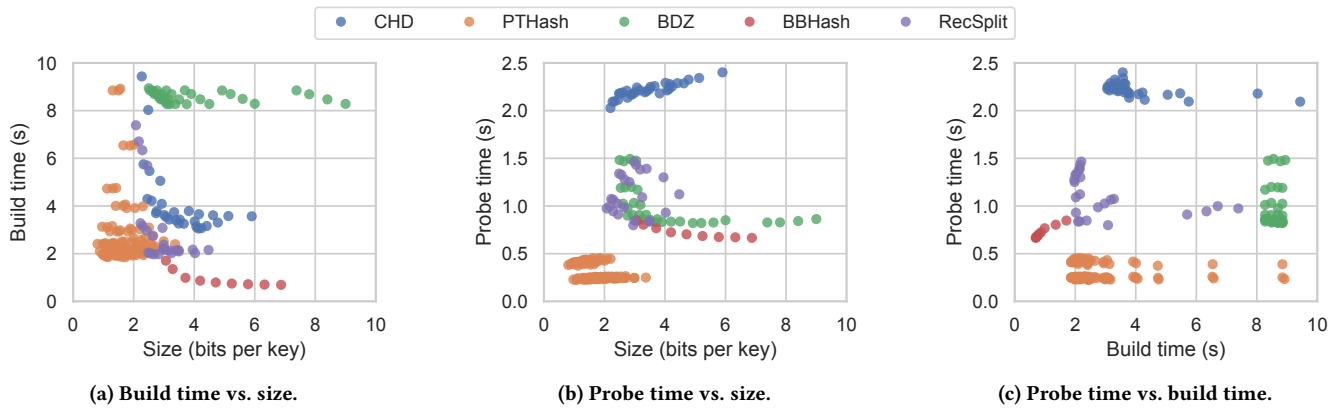 CHD PTHash BDZ BBHash RecSplit
Build time (s)
10
8
6
4
2
0
0 2 4 6 8 10
Size (bits per key)
(a) Build time vs. size.
Probe time (s)
2.5
2.0
1.5
1.0
0.5
0.0
0 2 4 6 8 10
Size (bits per key)
(b) Probe time vs. size.
Probe time (s)
2.5
2.0
1.5
1.0
0.5
0.0
0 2 4 6 8 10
Build time (s)
(c) Probe time vs. build time.